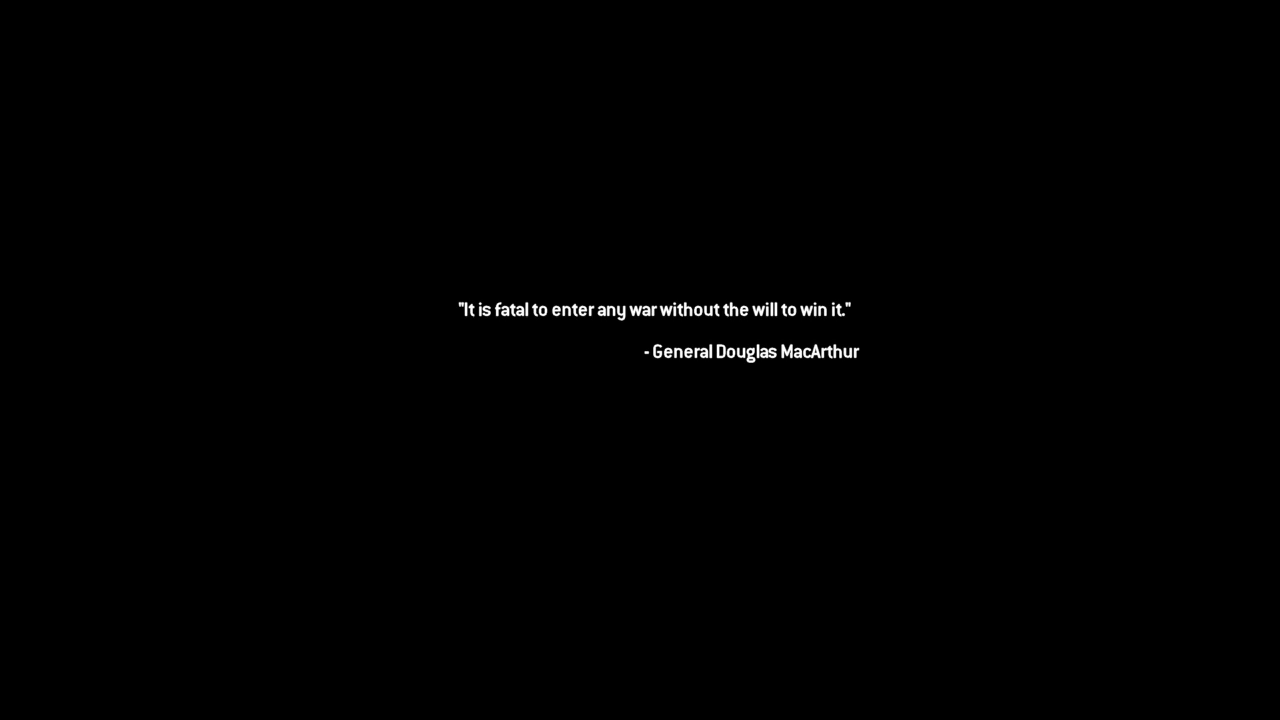 "It is fatal to enter any war without the will to win it."
- General Douglas MacArthur